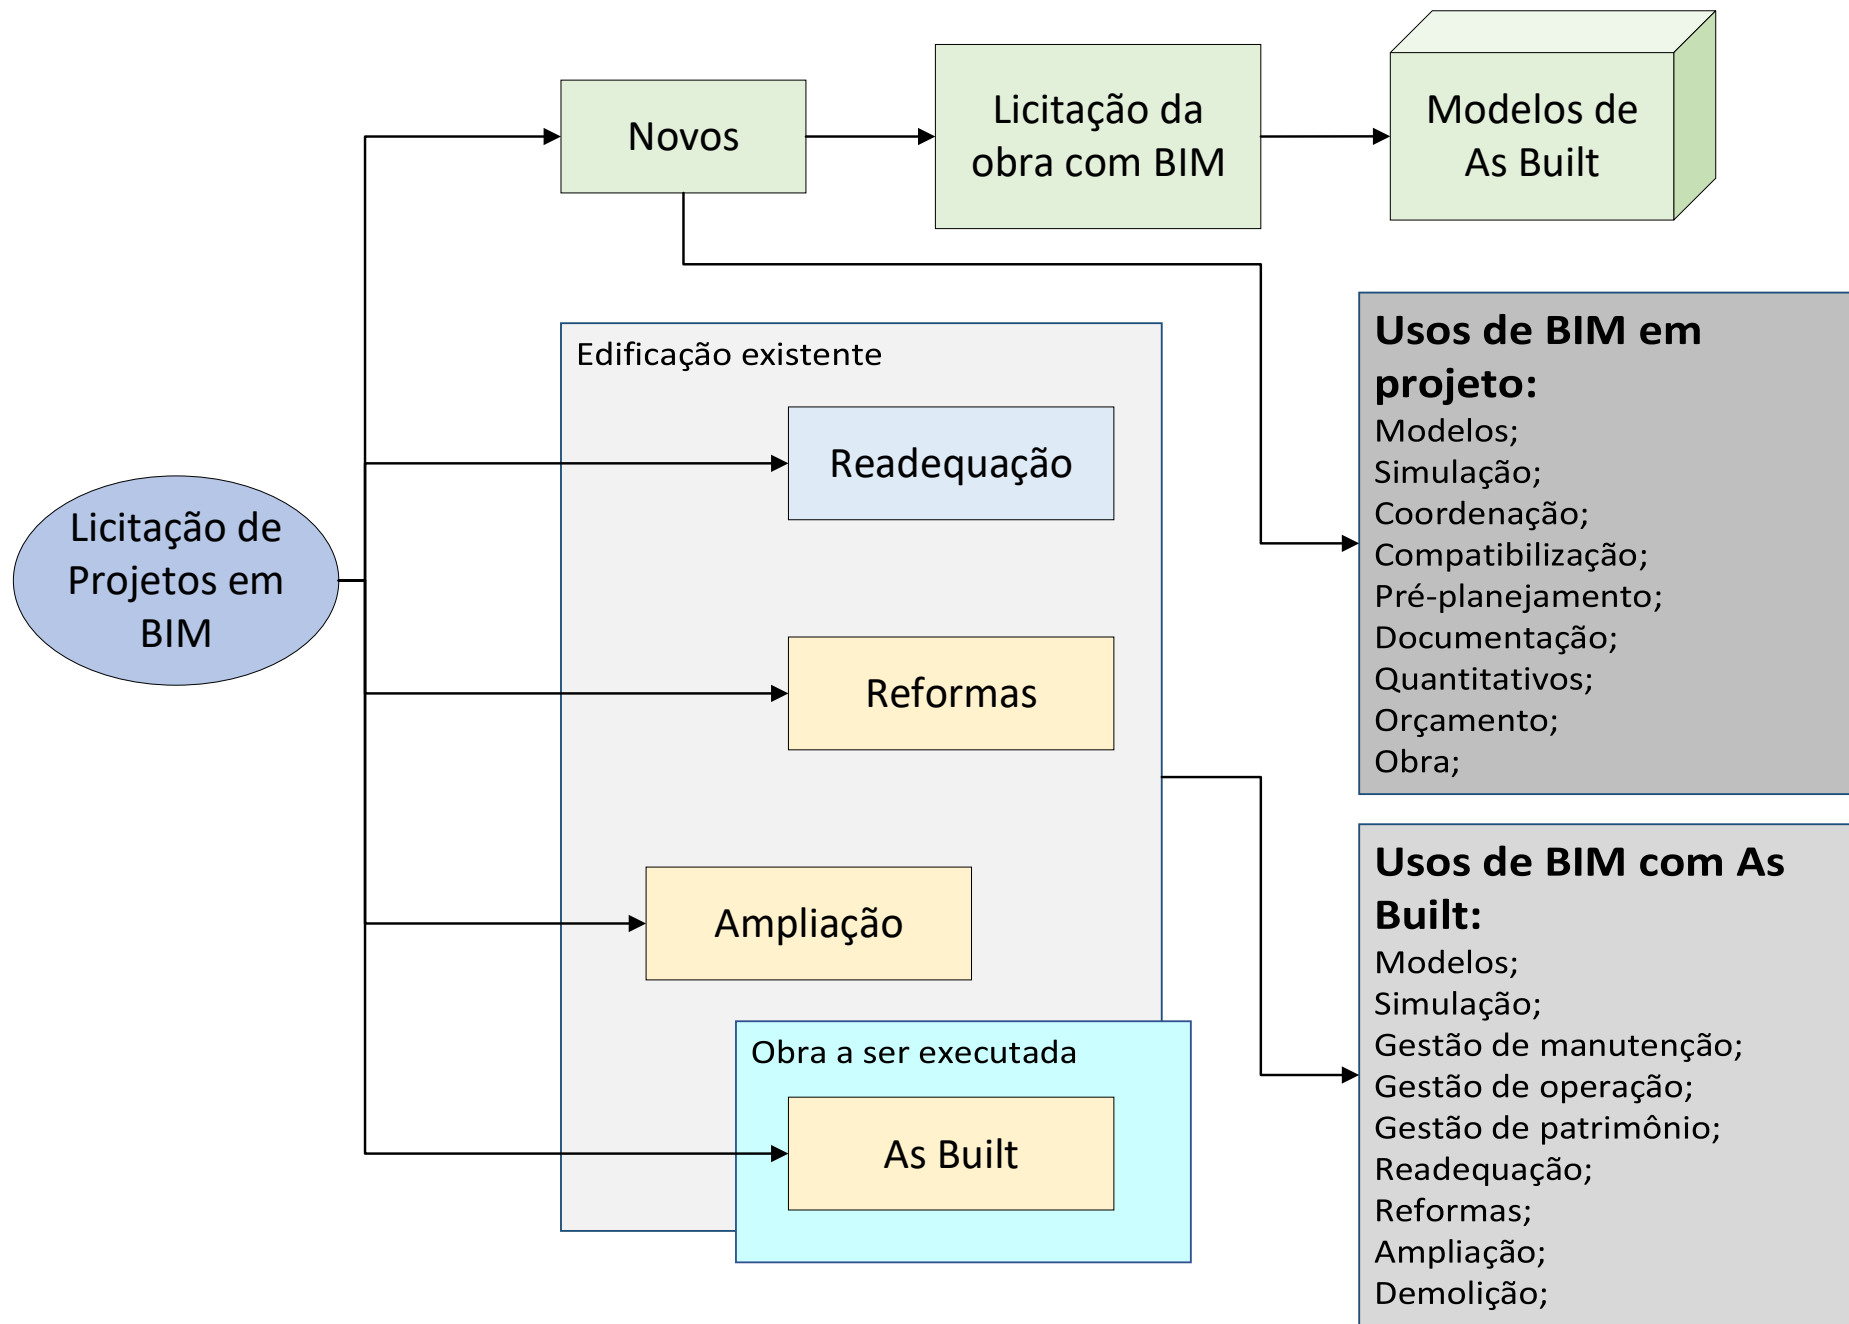 Novos
Licitação da
obra com BIM
Modelos de
As Built
Edificação existente
Readequação
Licitação de
Projetos em
BIM
Reformas
Ampliação
Obra a ser executada
As Built
Usos de BIM em
projeto:
Modelos;
Simulação;
Coordenação;
Compatibilização;
Pré-planejamento;
Documentação;
Quantitativos;
Orçamento;
Obra;
Usos de BIM com As
Built:
Modelos;
Simulação;
Gestão de manutenção;
Gestão de operação;
Gestão de patrimônio;
Readequação;
Reformas;
Ampliação;
Demolição;